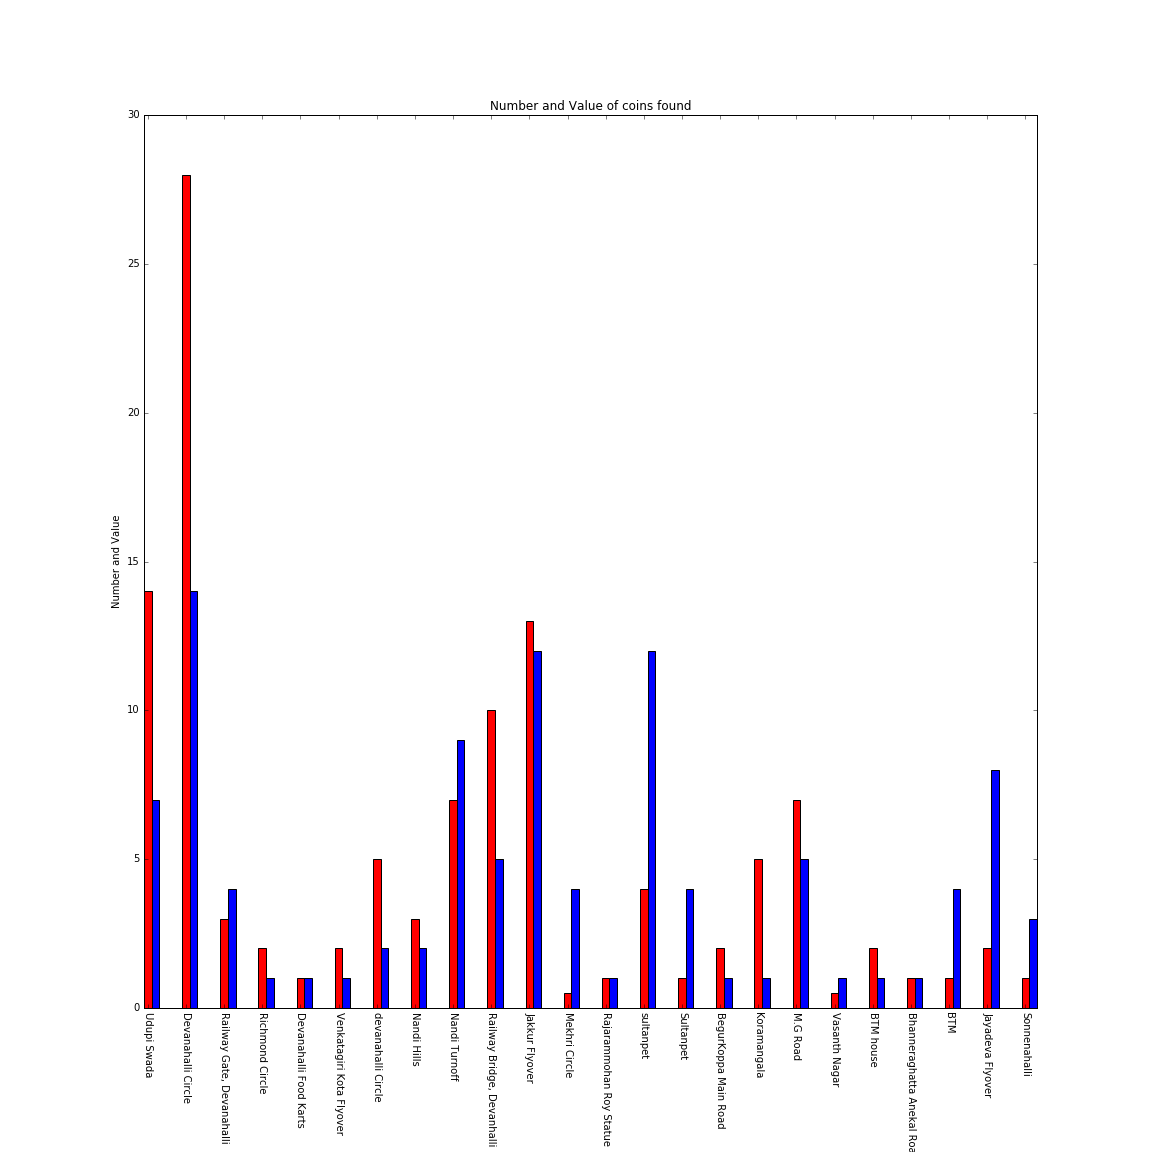 Number and Value of coins found
30
25
20
15
10
5
0
Number and Value
Udupi Swada
Devanahalli Circle
Railway Gate, Devanahalli
Richmond Circle
Devanahalli Food Karts
Venkatagiri Kota Flyover
devanahalli Circle
Nandi Hills
Nandi Turnoff
Railway Bridge, Devanhalli
Jakkur Flyover
Mekhri Circle
Rajarammohan Roy Statue
sultanpet
Sultanpet
BegurKoppa Main Road
Koramangala
M.G Road
Vasanth Nagar
BTM house
Bhanneraghatta Anekal Roa
BTM
Jayadeva Flyover
Sonnenahalli